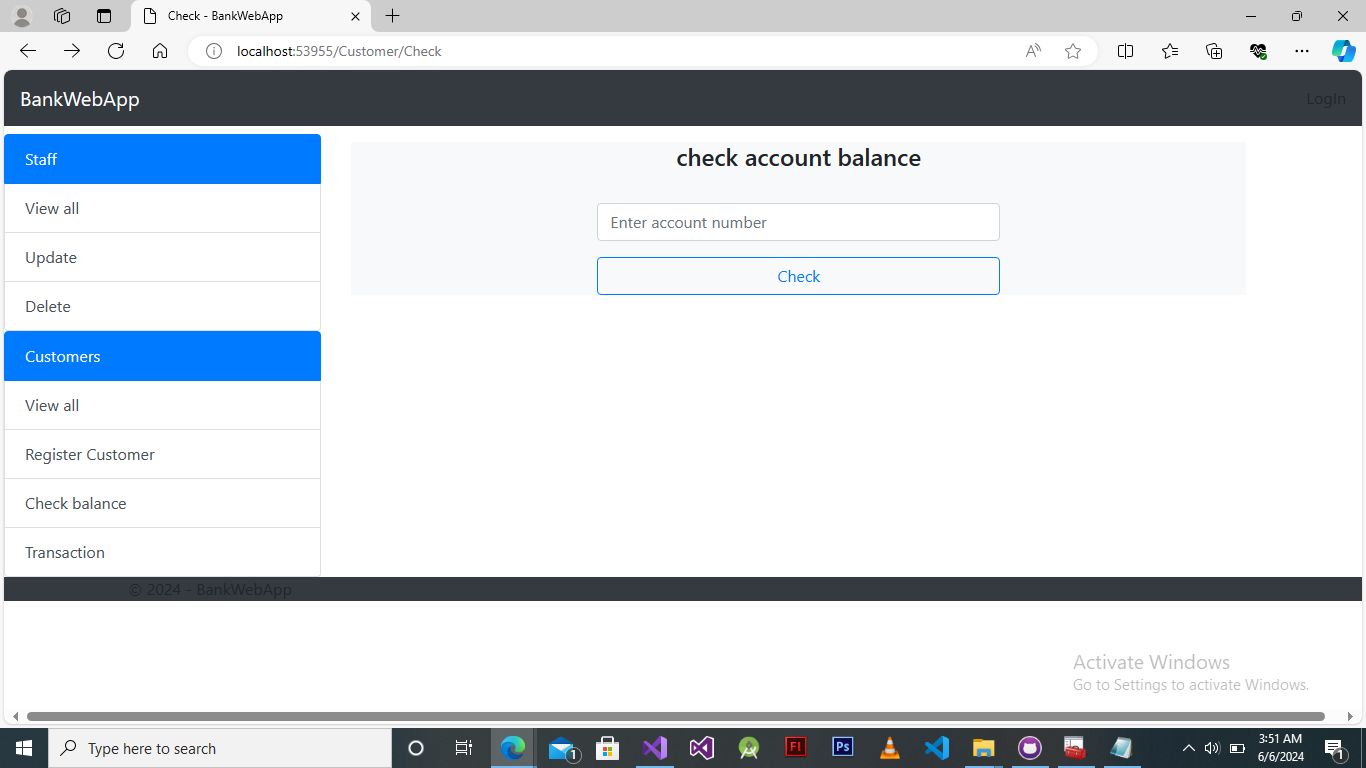 Check - BankWebApp
localhost:53955/Customer/Check
BankWebApp
LogIn
Staff
View all
Update
Delete
Customers
View all
Register Customer
Check balance
Transaction
check account balance
Enter account number
Check
© 2024 - BankWebApp
Activate Windows
Go to Settings to activate Windows.
Type here to search
1
Fl
Ps
3:51 AM
6/6/2024
1